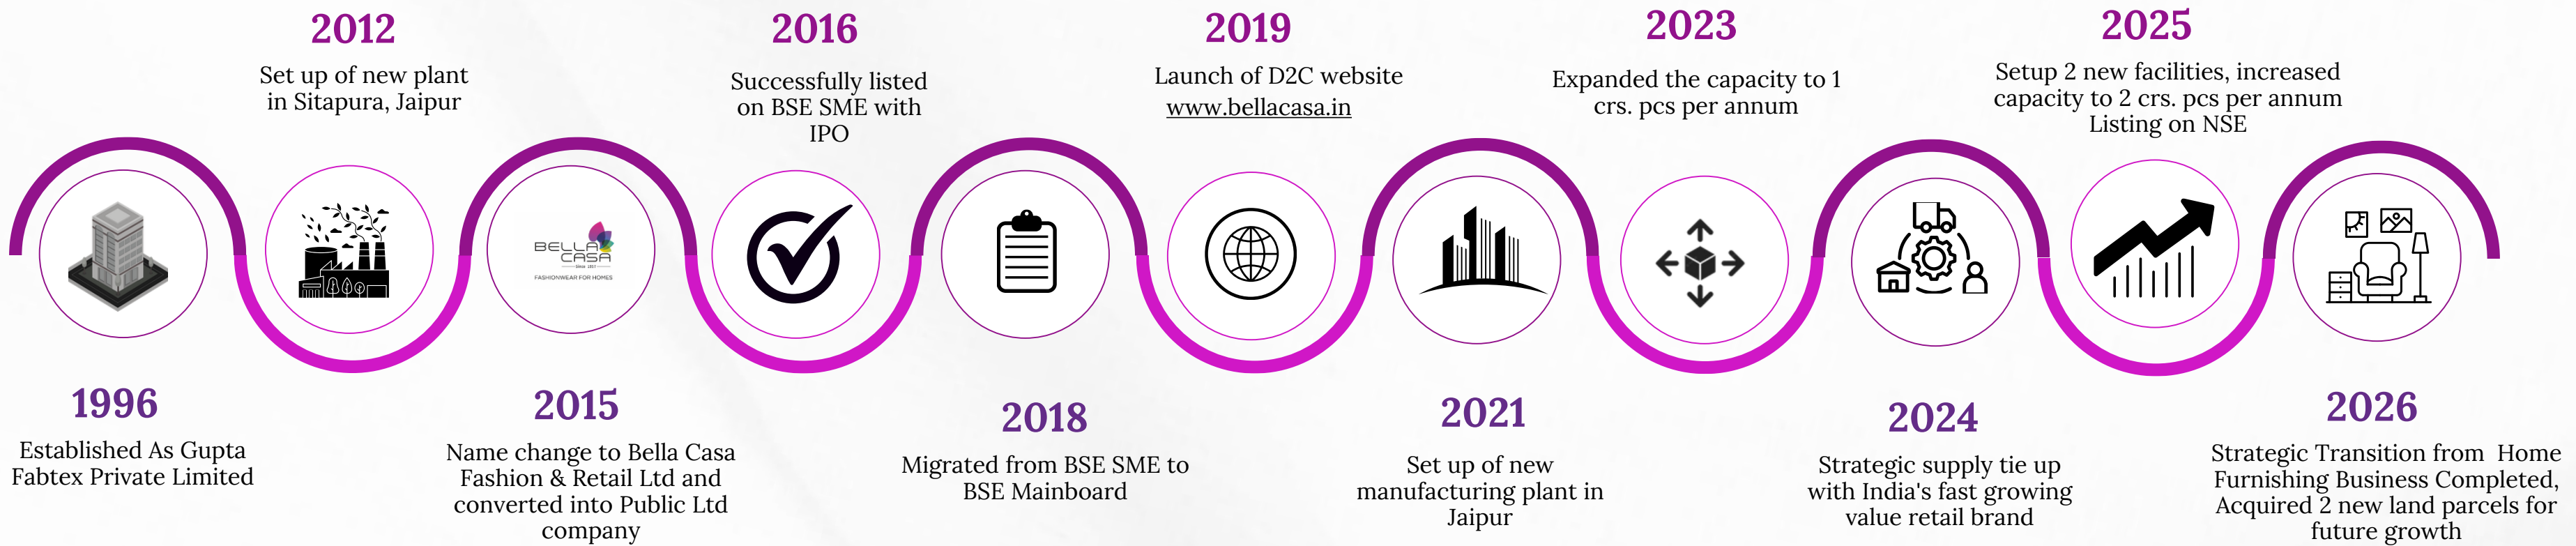 1996
Established As Gupta
Fabtex Private Limited
2012
Set up of new plant
in Sitapura, Jaipur
BELLA
CASA
FASHIONWEAR FOR HOMES
2015
Name change to Bella Casa
Fashion & Retail Ltd and
converted into Public Ltd
company
2016
Successfully listed
on BSE SME with
IPO
2018
Migrated from BSE SME to
BSE Mainboard
2019
Launch of D2C website
www.bellacasa.in
2021
Set up of new
manufacturing plant in
Jaipur
2023
Expanded the capacity to 1
crs. pcs per annum
2024
Strategic supply tie up
with India's fast growing
value retail brand
2025
Setup 2 new facilities, increased
capacity to 2 crs. pcs per annum
Listing on NSE
2026
Strategic Transition from Home
Furnishing Business Completed,
Acquired 2 new land parcels for
future growth